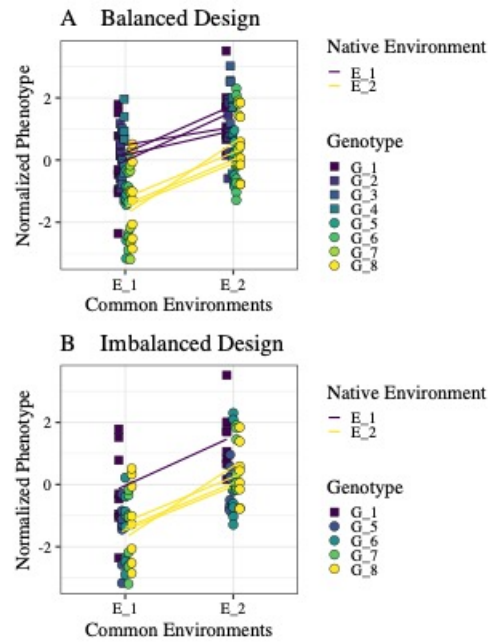 A Balanced Design
Normalized Phenotype
2
0
-2
E_1 E_2
Common Environments
Native Environment
E_1
E_2
Genotype
G_1
G_2
G_3
G_4
G_5
G_6
G_7
G_8
B Imbalanced Design
Normalized Phenotype
2
0
-2
E_1 E_2
Common Environments
Native Environment
E_1
E_2
Genotype
G_1
G_5
G_6
G_7
G_8